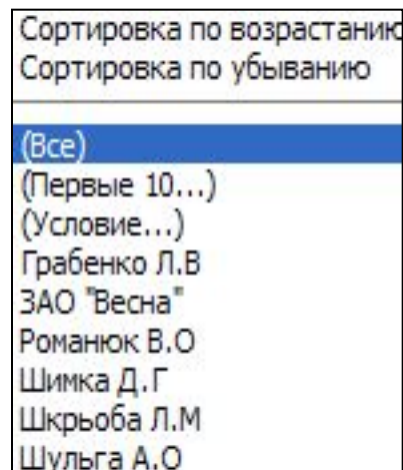 Сортировка по возрастанию
Сортировка по убыванию
(Все)
(Первые 10...)
(Условие...)
Грабенко Л.В
ЗАО "Весна"
Романюк В.О
Шимка Д.Г
Шкрьоба Л.М
Шульга А.О